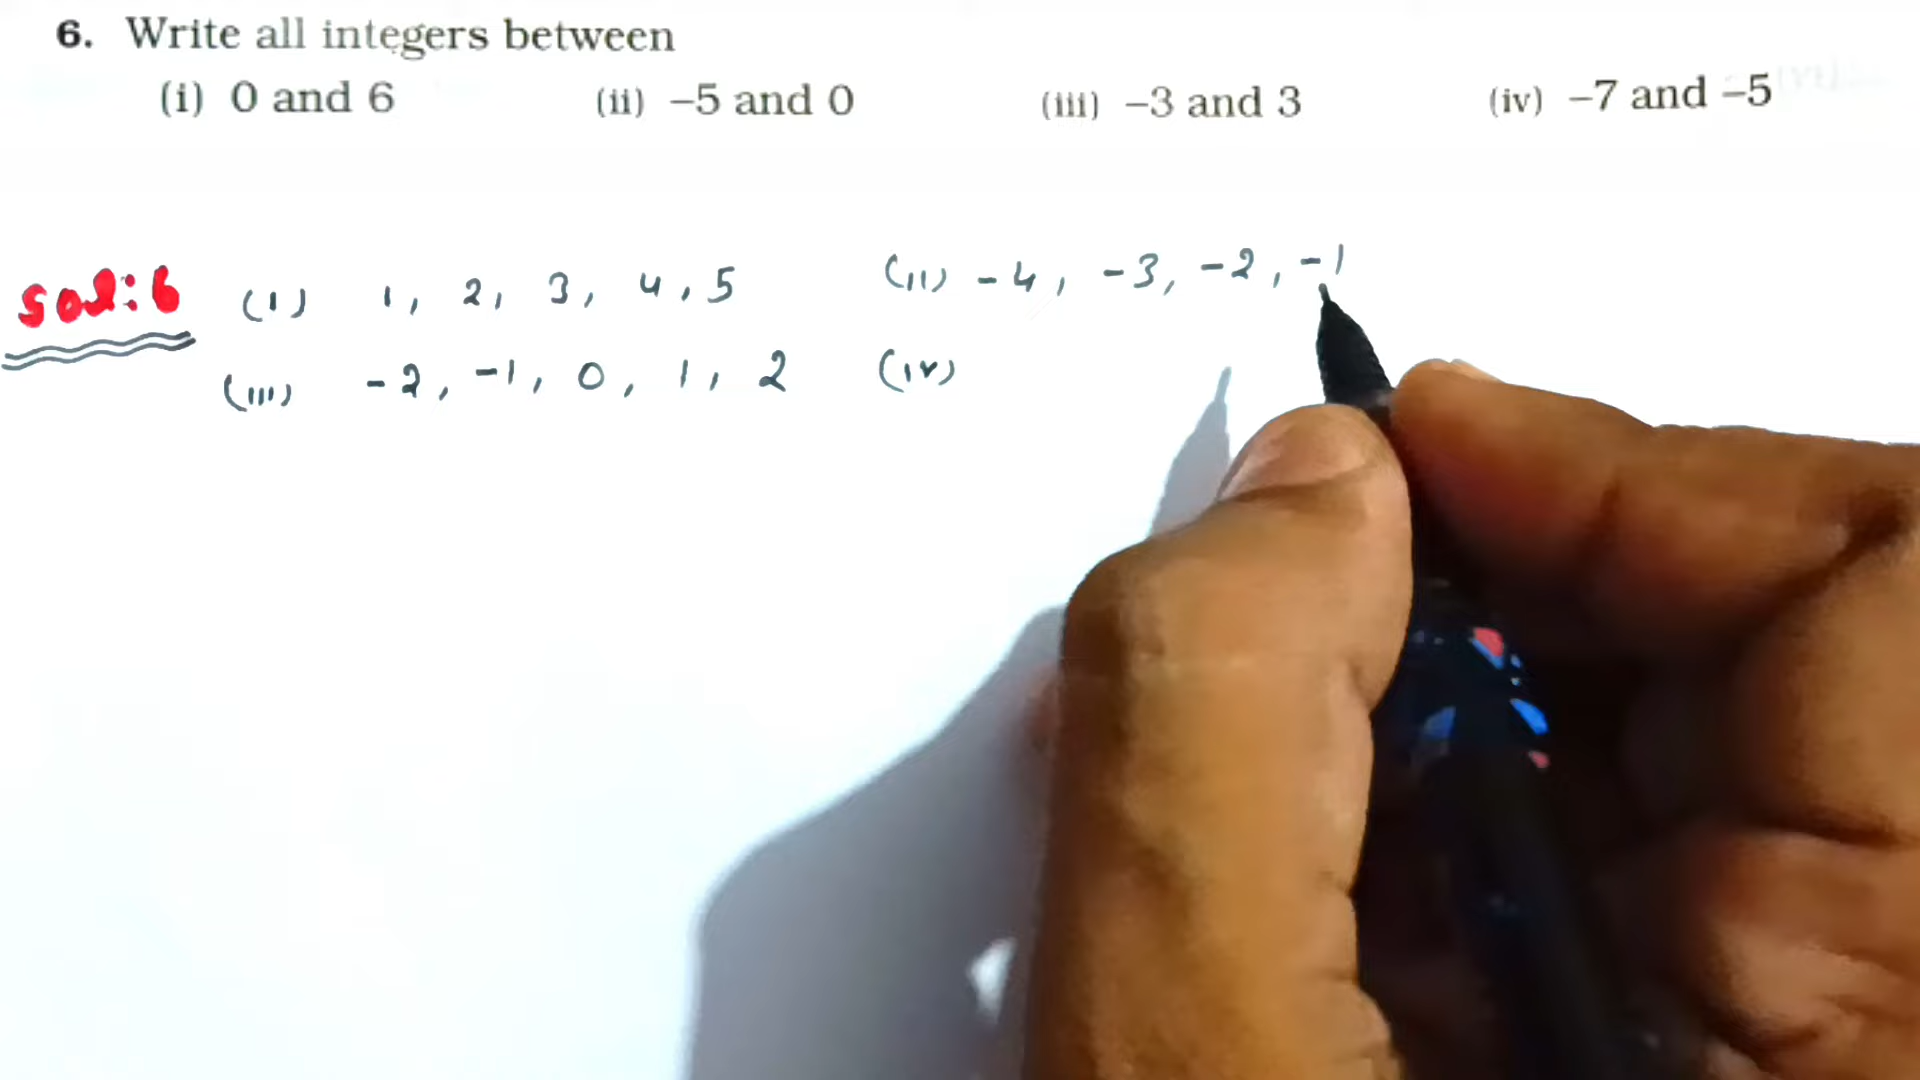 6. Write all integers between
(i) 0 and 6 (ii) –5 and 0 (iii) –3 and 3 (iv) –7 and –5
Sol:6 (i) 1, 2, 3, 4, 5 (ii) -4, -3, -2, -1
(iii) -2, -1, 0, 1, 2 (iv)